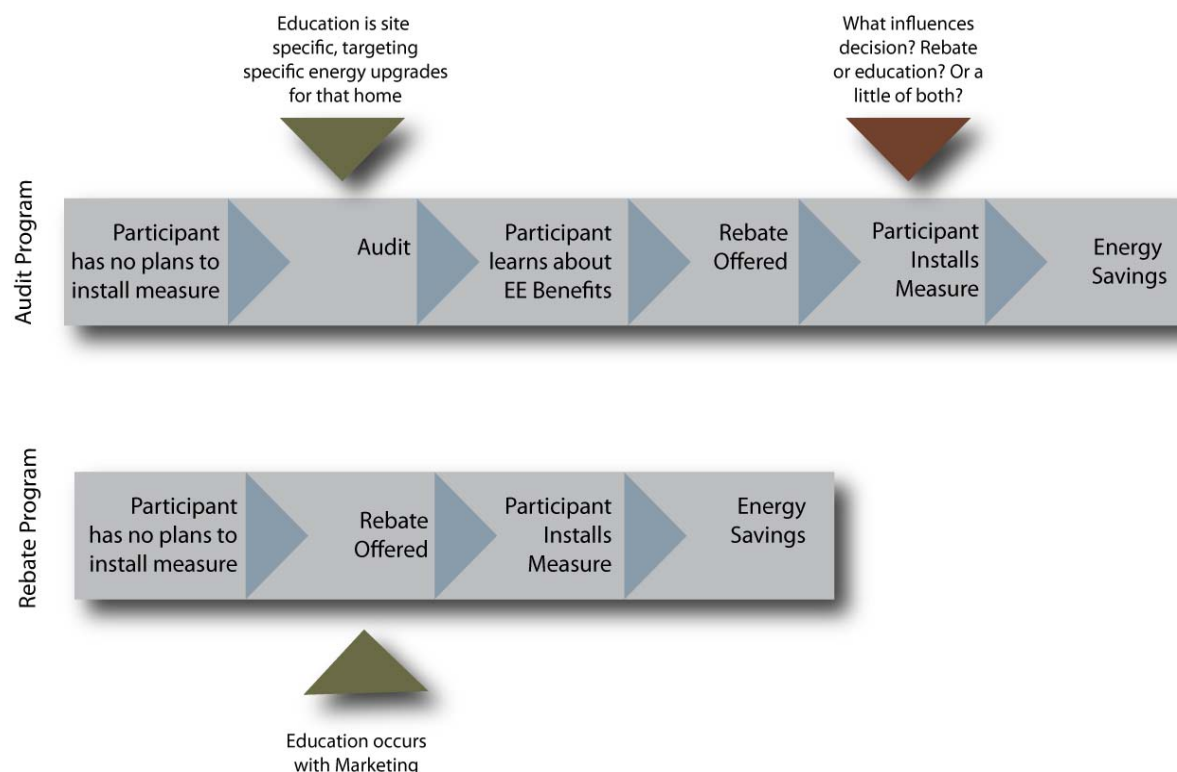 Education is site
specific, targeting
specific energy upgrades
for that home
What influences
decision? Rebate
or education? Or a
little of both?
Audit Program
Participant
has no plans to
install measure
Audit
Participant
learns about
EE Benefits
Rebate
Offered
Participant
Installs
Measure
Energy
Savings
Rebate Program
Participant
has no plans to
install measure
Rebate
Offered
Participant
Installs
Measure
Energy
Savings
Education occurs
with Marketing